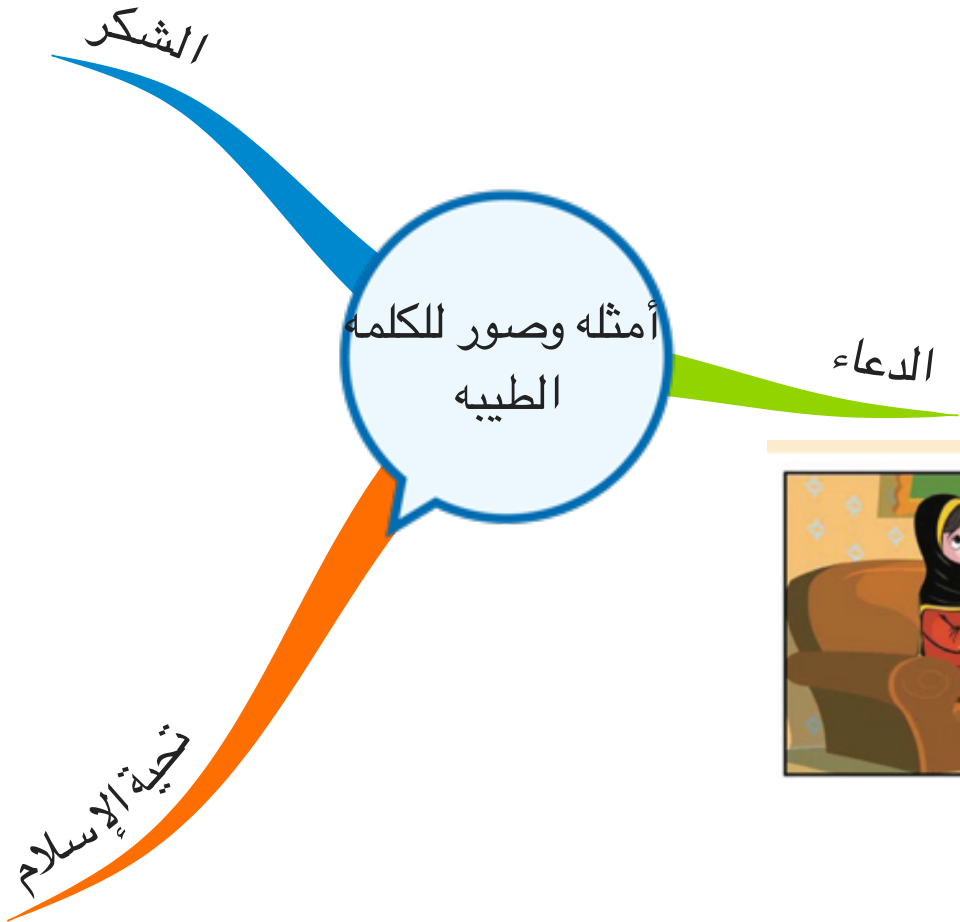 الشكر
أمثله وصور للكلمه
الطيبه
الدعاء
تحية الإسلام